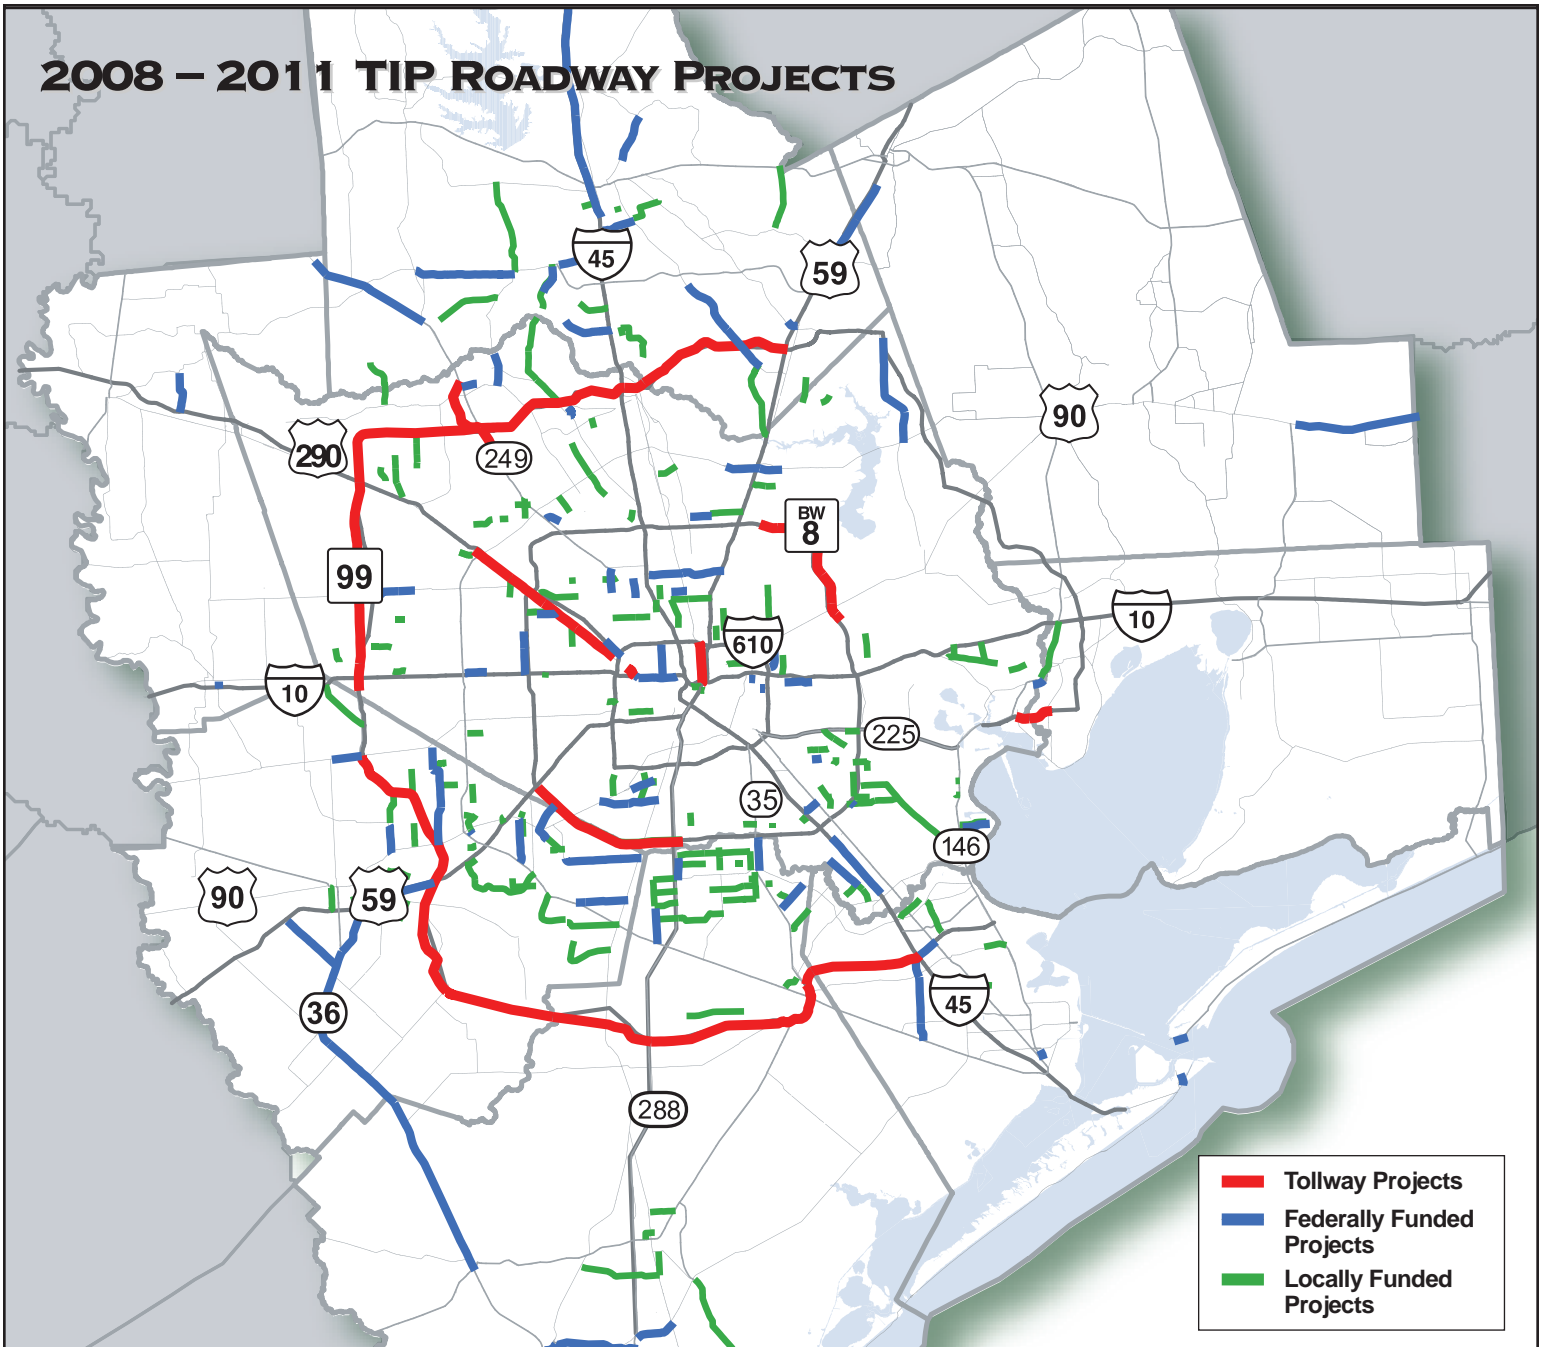 2008 – 2011 TIP ROADWAY PROJECTS
45
59
90
290
249
BW
8
99
10
610
10
225
35
146
90
59
45
36
288
Tollway Projects
Federally Funded
Projects
Locally Funded
Projects